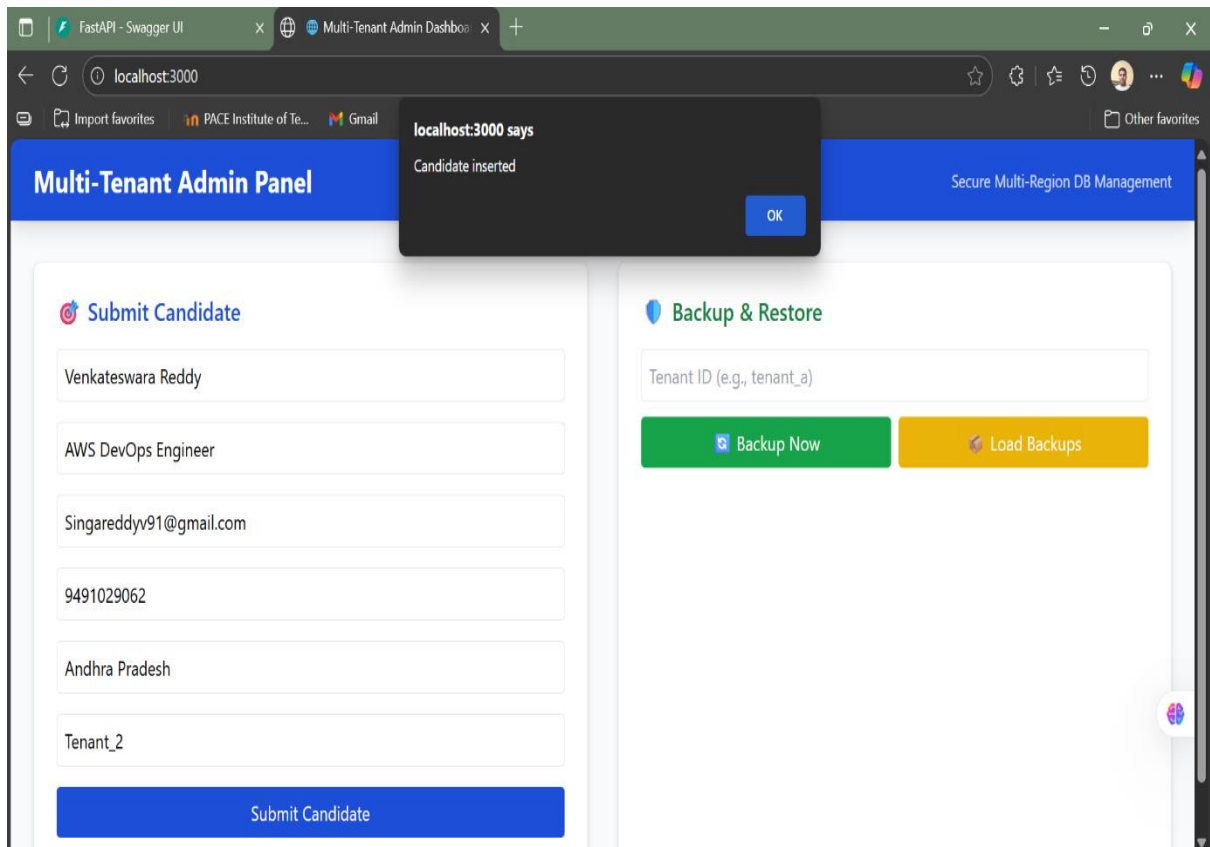 FastAPI - Swagger UI
Multi-Tenant Admin Dashboa
localhost:3000
Import favorites
PACE Institute of Te...
Gmail
Other favorites
localhost:3000 says
Candidate inserted
OK
Multi-Tenant Admin Panel
Secure Multi-Region DB Management
Submit Candidate
Venkateswara Reddy
AWS DevOps Engineer
Singareddyv91@gmail.com
9491029062
Andhra Pradesh
Tenant_2
Submit Candidate
Backup & Restore
Tenant ID (e.g., tenant_a)
Backup Now
Load Backups